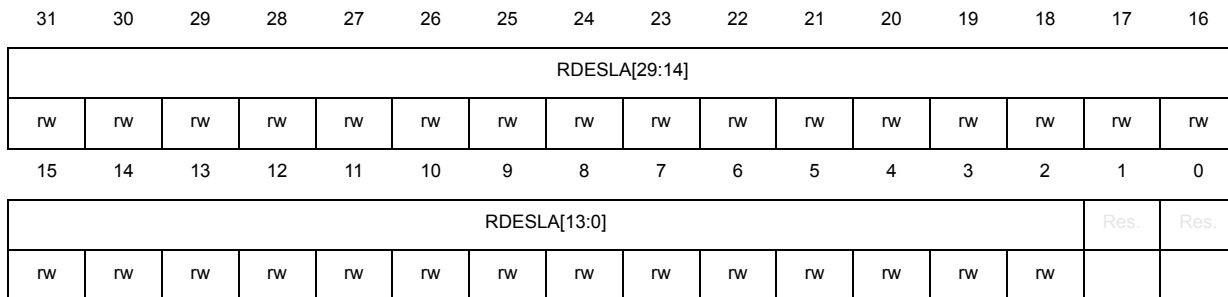 31 30 29 28 27 26 25 24 23 22 21 20 19 18 17 16
RDESLA[29:14]
rw rw rw rw rw rw rw rw rw rw rw rw rw rw rw rw
15 14 13 12 11 10 9 8 7 6 5 4 3 2 1 0
RDESLA[13:0] Res. Res.
rw rw rw rw rw rw rw rw rw rw rw rw rw rw